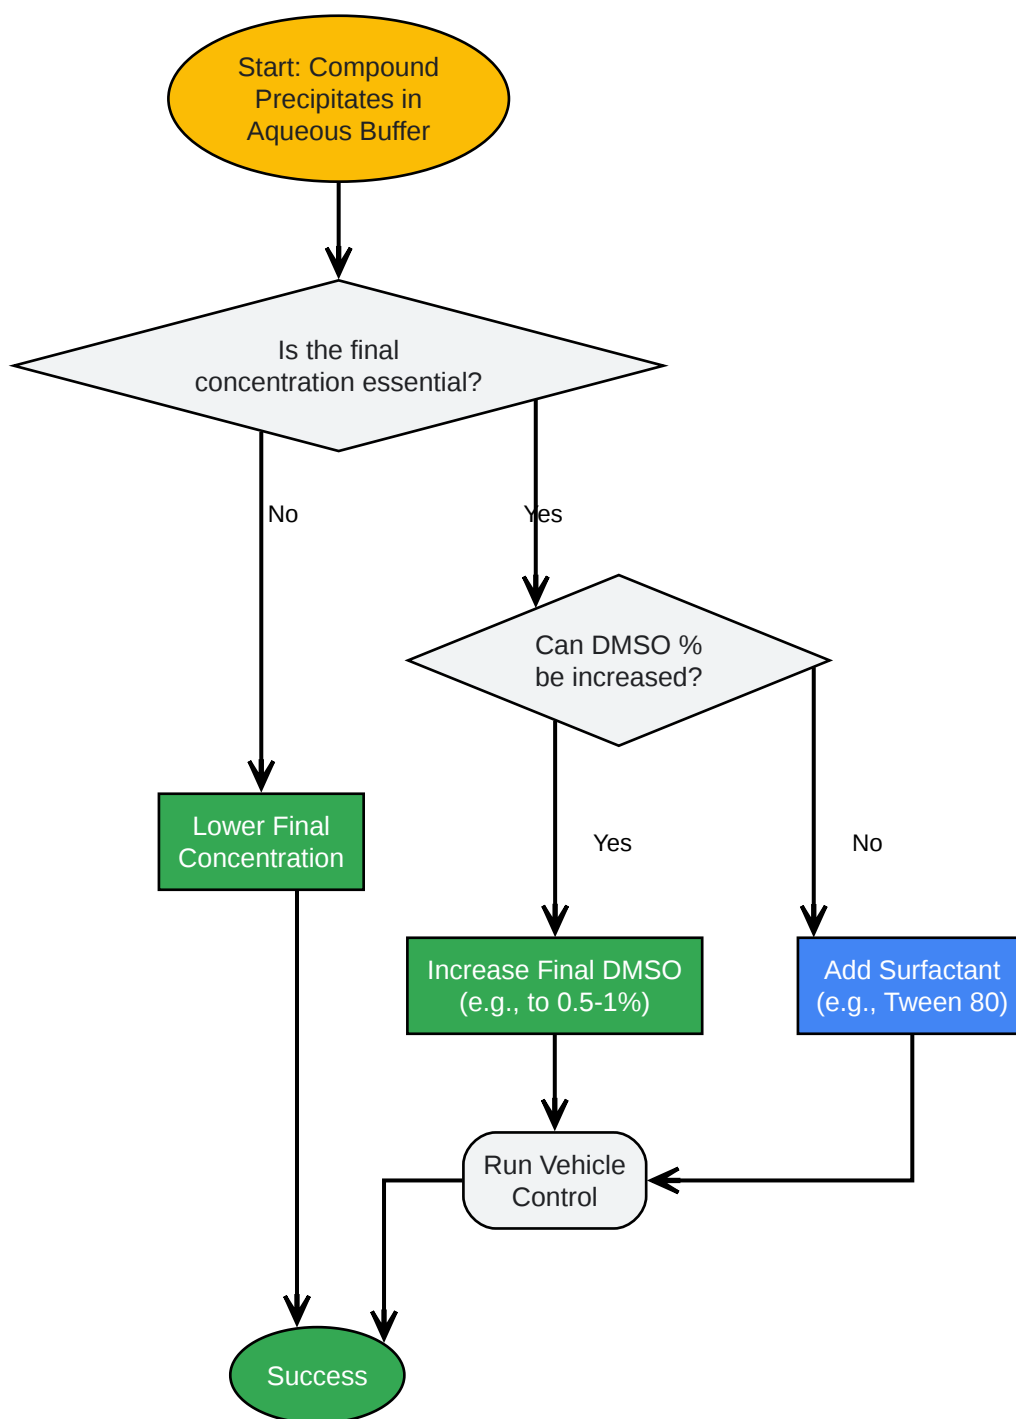 Start: Compound
Precipitates in
Aqueous Buffer
Is the final
concentration essential?
No
Yes
Can DMSO %
be increased?
Lower Final
Concentration
Yes
No
Increase Final DMSO
(e.g., to 0.5-1%)
Add Surfactant
(e.g., Tween 80)
Run Vehicle
Control
Success